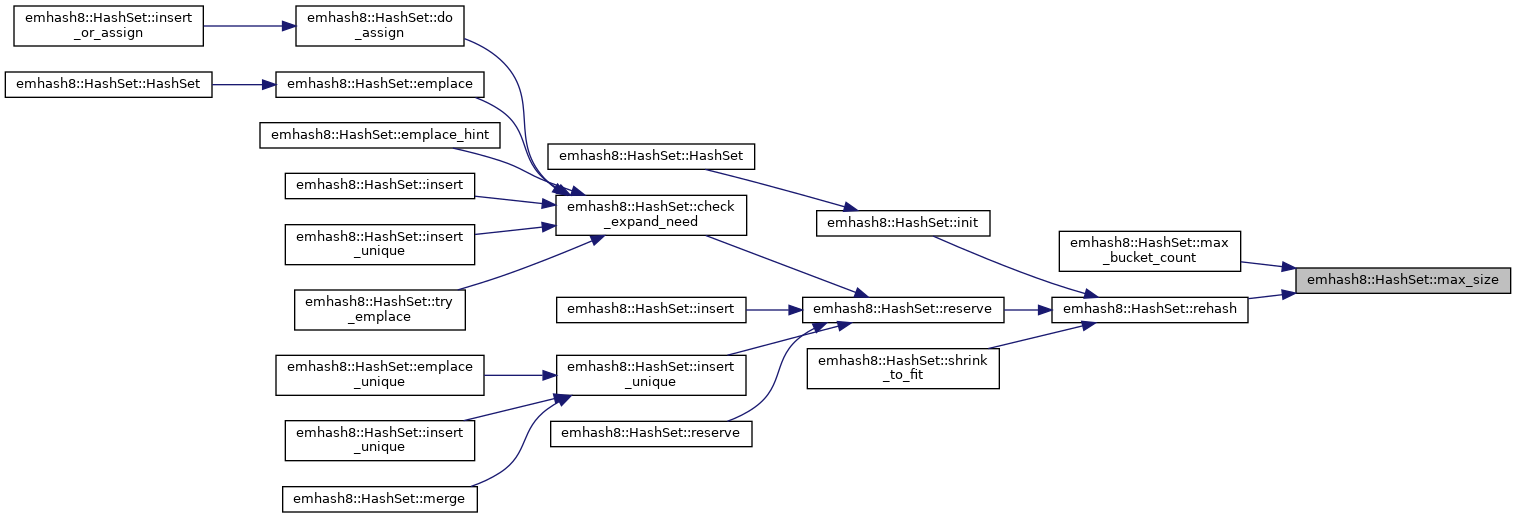 emhash8::HashSet::insert
_or_assign
emhash8::HashSet::do
_assign
emhash8::HashSet::HashSet
emhash8::HashSet::emplace
emhash8::HashSet::emplace_hint
emhash8::HashSet::HashSet
emhash8::HashSet::insert
emhash8::HashSet::check
_expand_need
emhash8::HashSet::init
emhash8::HashSet::insert
_unique
emhash8::HashSet::max
_bucket_count
emhash8::HashSet::max_size
emhash8::HashSet::try
_emplace
emhash8::HashSet::insert
emhash8::HashSet::reserve
emhash8::HashSet::rehash
emhash8::HashSet::emplace
_unique
emhash8::HashSet::insert
_unique
emhash8::HashSet::shrink
_to_fit
emhash8::HashSet::insert
_unique
emhash8::HashSet::reserve
emhash8::HashSet::merge